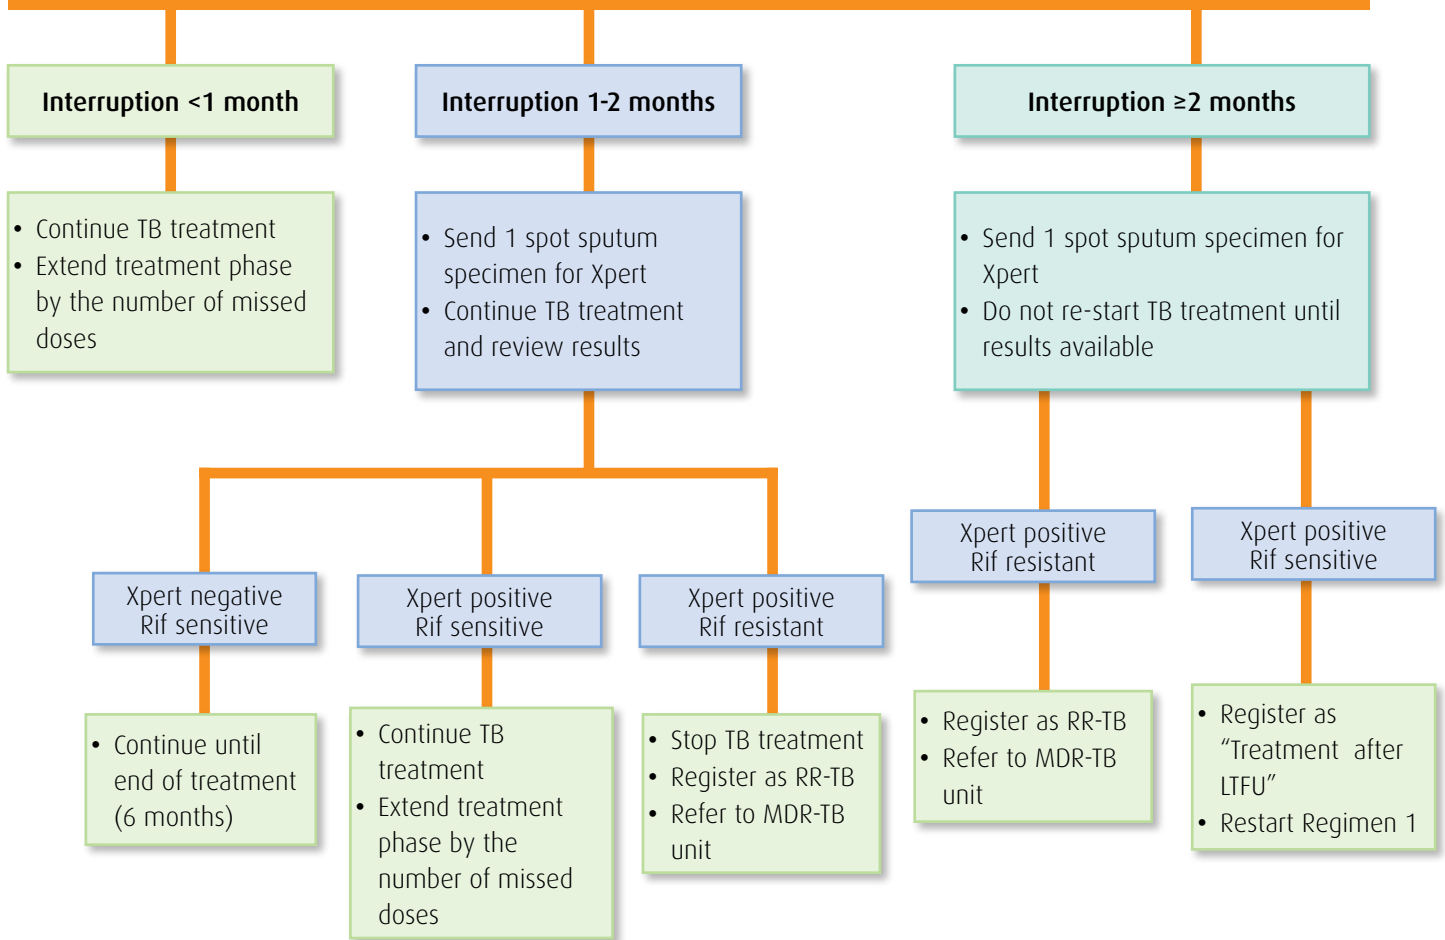 Interruption <1 month
Interruption 1-2 months
Interruption ≥2 months
• Continue TB treatment
• Extend treatment phase
by the number of missed
doses
• Send 1 spot sputum
specimen for Xpert
• Continue TB treatment
and review results
• Send 1 spot sputum specimen for
Xpert
• Do not re-start TB treatment until
results available
Xpert negative
Rif sensitive
Xpert positive
Rif sensitive
Xpert positive
Rif resistant
Xpert positive
Rif resistant
Xpert positive
Rif sensitive
• Continue until
end of treatment
(6 months)
• Continue TB
treatment
• Extend treatment
phase by the
number of missed
doses
• Stop TB treatment
• Register as RR-TB
• Refer to MDR-TB
unit
• Register as RR-TB
• Refer to MDR-TB
unit
• Register as
“Treatment after
LTFU”
• Restart Regimen 1